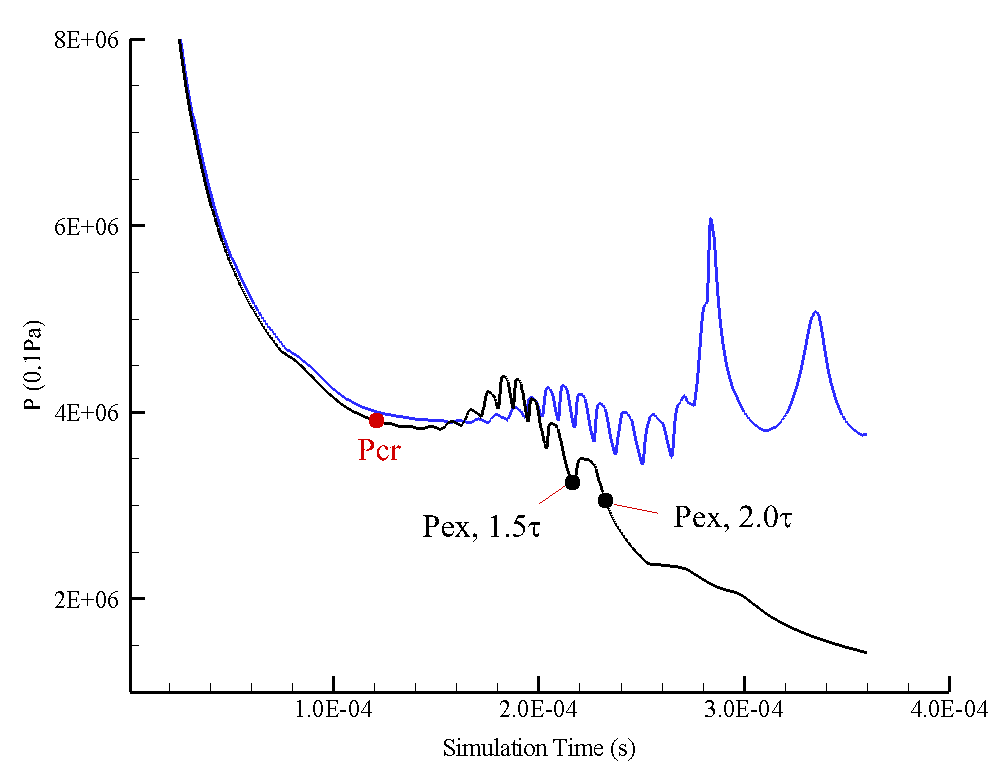 8E+06
6E+06
4E+06
2E+06
P (0.1Pa)
Pcr
Pex, 1.5τ
Pex, 2.0τ
1.0E-04 2.0E-04 3.0E-04 4.0E-04
Simulation Time (s)